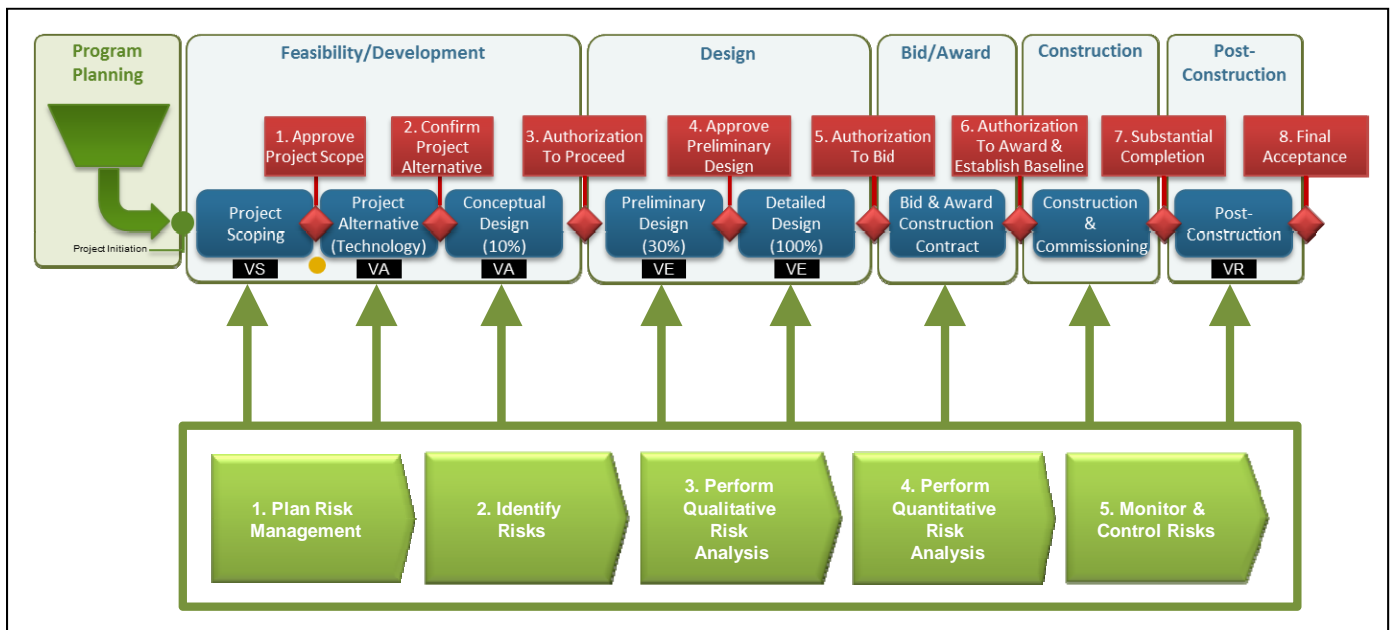 Program
Planning
Feasibility/Development
Design
Bid/Award
Construction
Post-
Construction
1. Approve
Project Scope
2. Confirm
Project
Alternative
3. Authorization
To Proceed
4. Approve
Preliminary
Design
5. Authorization
To Bid
6. Authorization
To Award &
Establish Baseline
7. Substantial
Completion
8. Final
Acceptance
Project Initiation
Project
Scoping
Project
Alternative
(Technology)
Conceptual
Design
(10%)
Preliminary
Design
(30%)
Detailed
Design
(100%)
Bid & Award
Construction
Contract
Construction
&
Commissioning
Post-
Construction
VS
VA
VA
VE
VE
VR
1. Plan Risk
Management
2. Identify
Risks
3. Perform
Qualitative
Risk
Analysis
4. Perform
Quantitative
Risk
Analysis
5. Monitor &
Control Risks